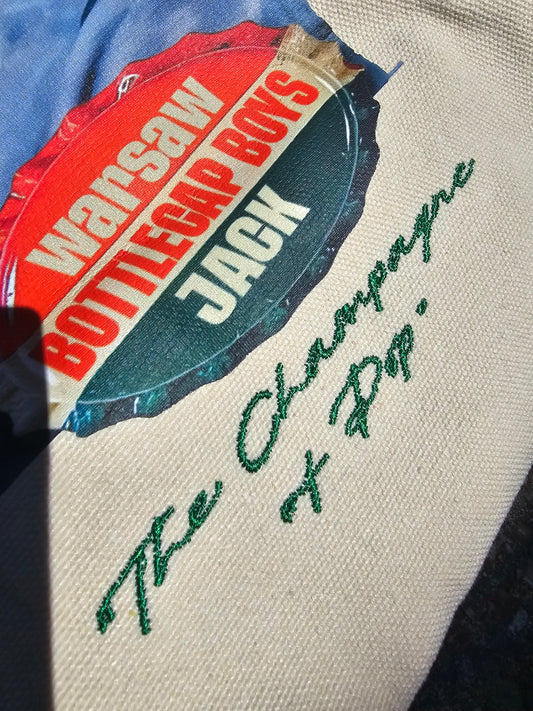 warsaw
BOTTLECAP BOYS
JACK
The Champagne
of Pop.